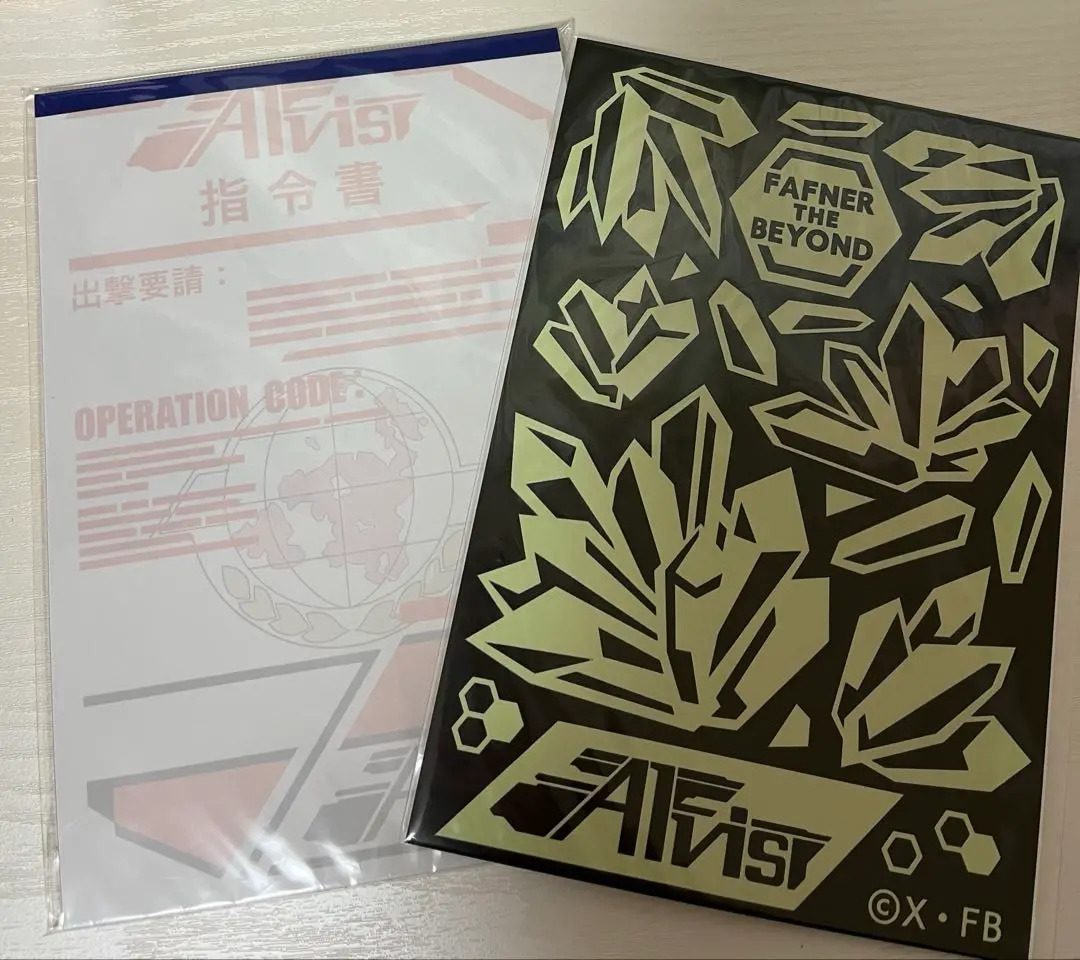 Alvis
指令書
出撃要請：
OPERATION CODE:
FAFNER
THE
BEYOND
Alvis
©X・FB